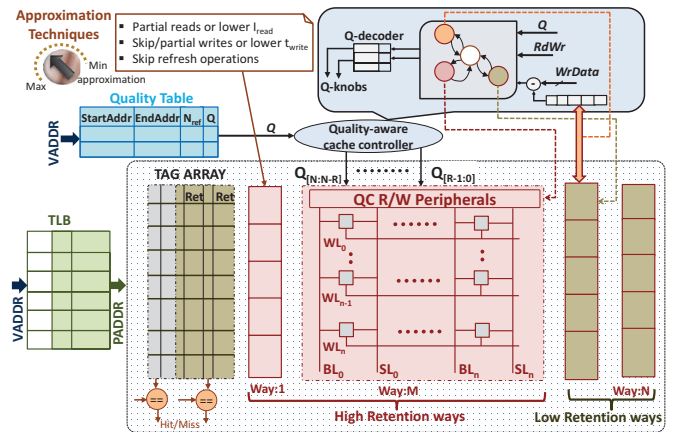 Approximation
Techniques
▪ Partial reads or lower I_read
▪ Skip/partial writes or lower t_write
▪ Skip refresh operations
Min
approximation
Max
Q-decoder
Q-knobs
Q
RdWr
WrData
-
Quality Table
StartAddr EndAddr N_ref Q
VADDR
Q
Quality-aware
cache controller
Q[N:N-R]
Q[R-1:0]
TAG ARRAY
Ret Ret
QC R/W Peripherals
WL0
WLn-1
WLn
BL0 SL0 BLn SLn
TLB
VADDR
PADDR
== ==
Hit/Miss
Way:1
Way:M
Way:N
High Retention ways
Low Retention ways